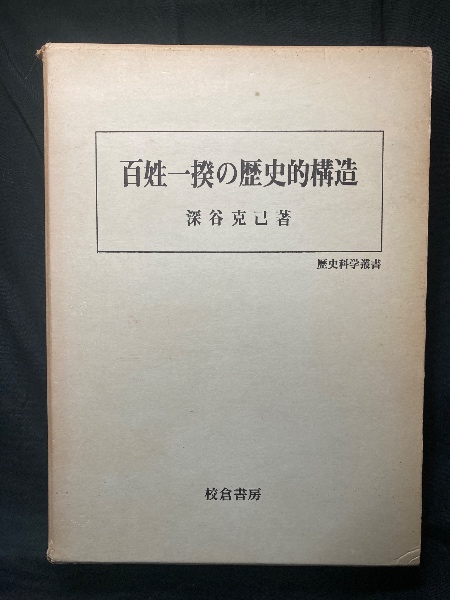 百姓一揆の歴史的構造
深谷克己著
歴史科学叢書
校倉書房